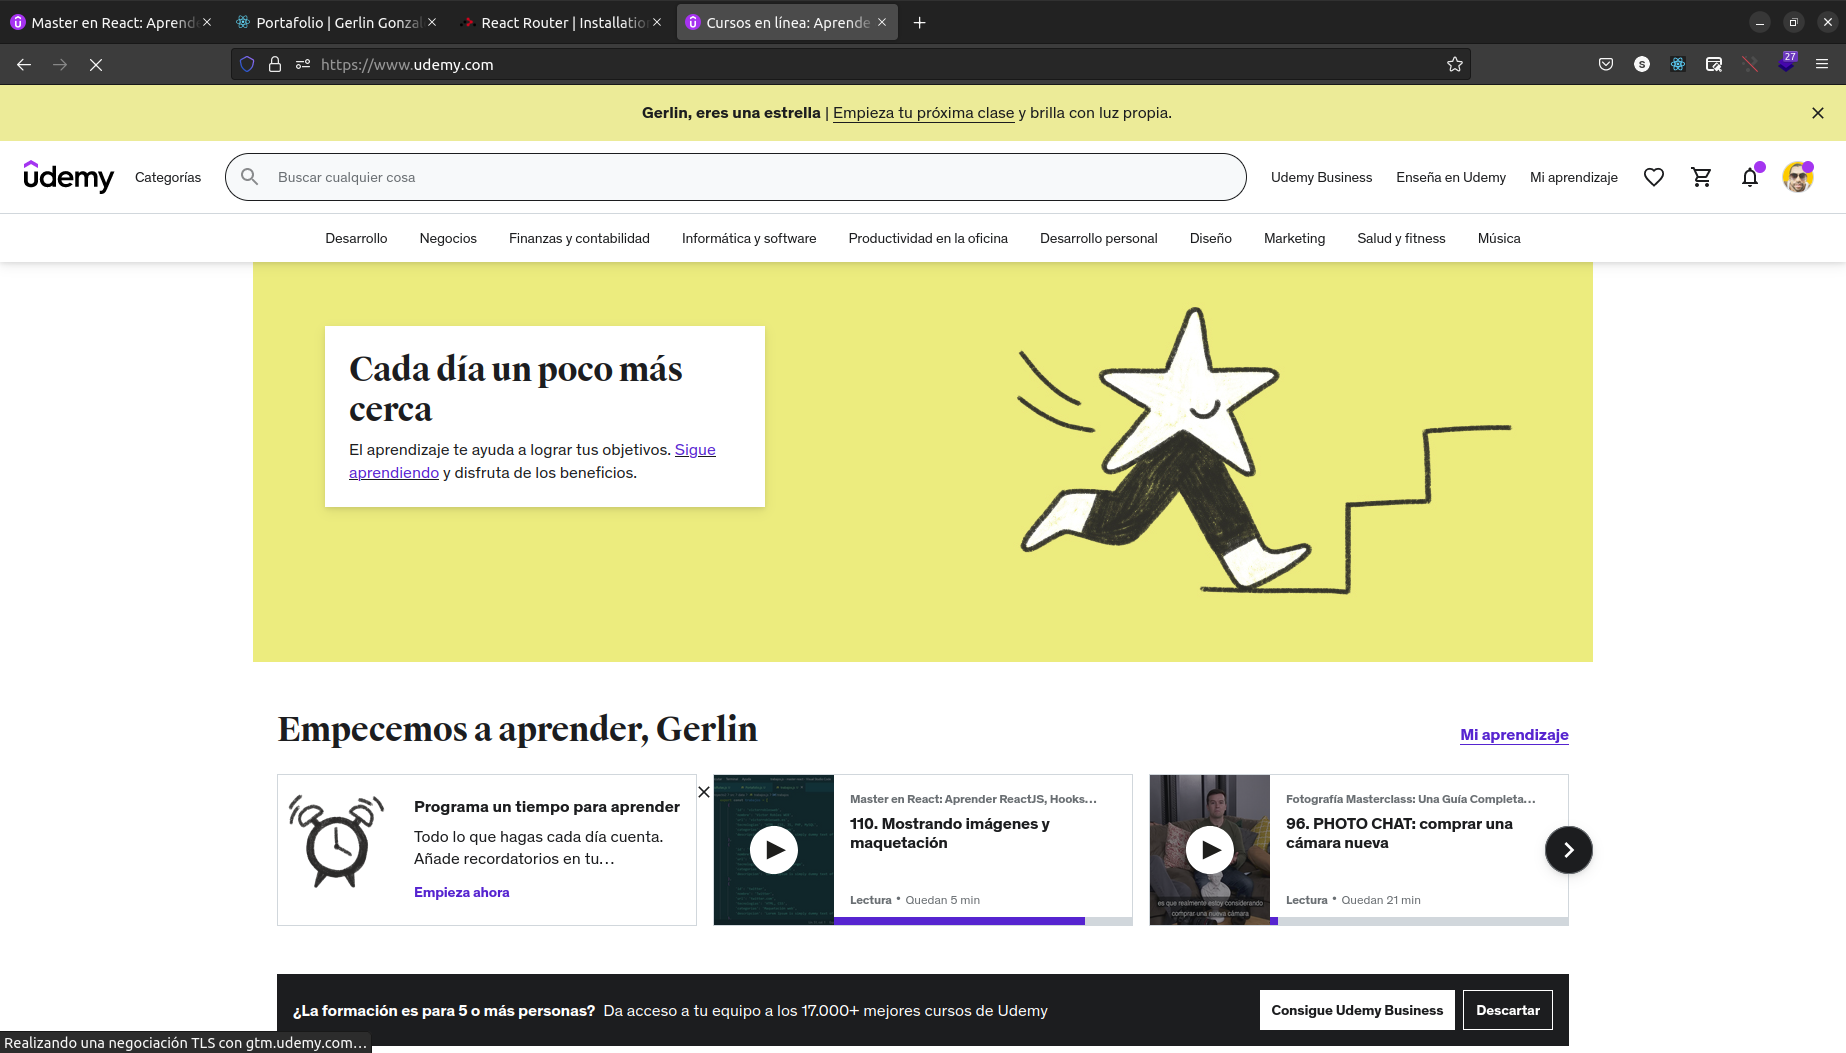 Master en React: Aprend
Portafolio | Gerlin Gonzal
React Router | Installatio
Cursos en línea: Aprende
https://www.udemy.com
S
27
Gerlin, eres una estrella | Empieza tu próxima clase y brilla con luz propia.
udemy
Categorías
Buscar cualquier cosa
Udemy Business
Enseña en Udemy
Mi aprendizaje
Desarrollo
Negocios
Finanzas y contabilidad
Informática y software
Productividad en la oficina
Desarrollo personal
Diseño
Marketing
Salud y fitness
Música
Cada día un poco más
cerca
El aprendizaje te ayuda a lograr tus objetivos. Sigue
aprendiendo y disfruta de los beneficios.
Empecemos a aprender, Gerlin
Mi aprendizaje
Programa un tiempo para aprender
Todo lo que hagas cada día cuenta.
Añade recordatorios en tu…
Empieza ahora
Master en React: Aprender ReactJS, Hooks…
110. Mostrando imágenes y
maquetación
Lectura • Quedan 5 min
es que realmente estoy considerando
comprar una nueva cámara
Fotografía Masterclass: Una Guía Completa…
96. PHOTO CHAT: comprar una
cámara nueva
Lectura • Quedan 21 min
¿La formación es para 5 o más personas? Da acceso a tu equipo a los 17.000+ mejores cursos de Udemy
Consigue Udemy Business
Descartar
Realizando una negociación TLS con gtm.udemy.com…